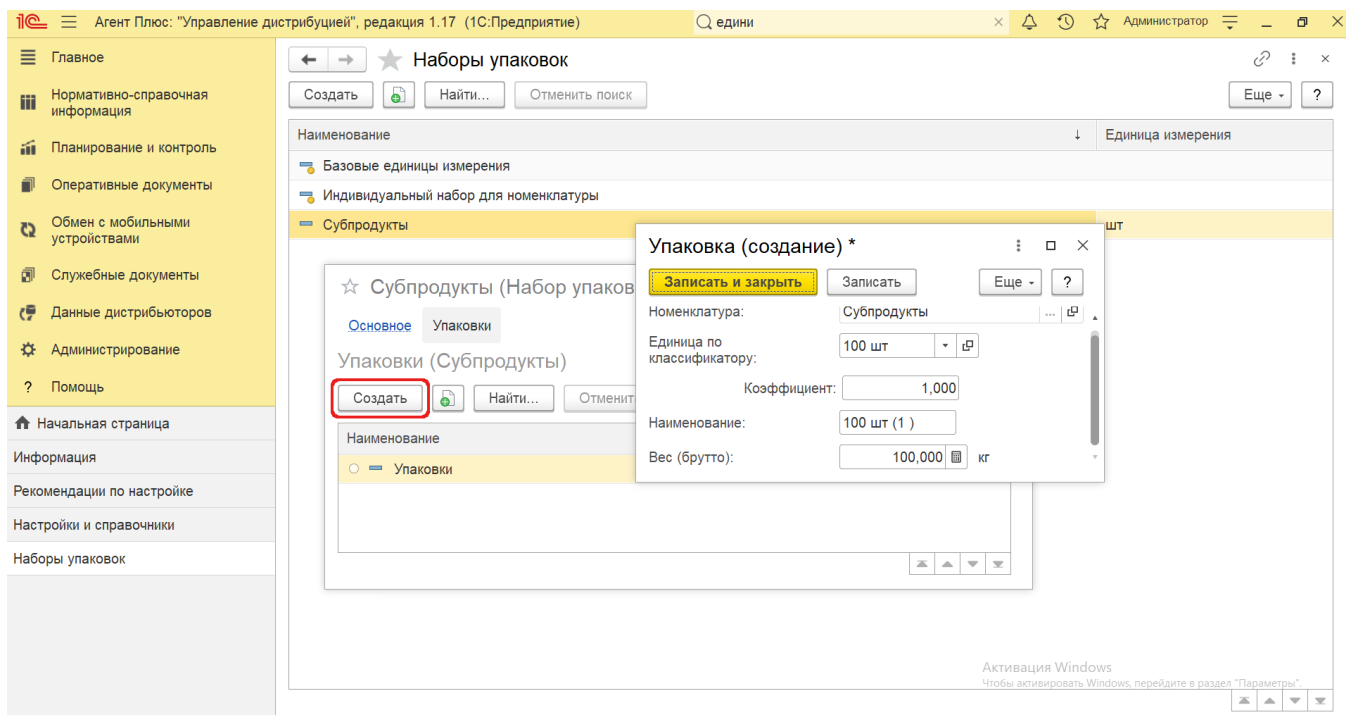 Агент Плюс: "Управление дистрибуцией", редакция 1.17 (1С:Предприятие)
едини
Администратор
Главное
Нормативно-справочная
информация
Планирование и контроль
Оперативные документы
Обмен с мобильными
устройствами
Служебные документы
Данные дистрибьюторов
Администрирование
? Помощь
Начальная страница
Информация
Рекомендации по настройке
Настройки и справочники
Наборы упаковок
Наборы упаковок
Создать Найти... Отменить поиск Еще ?
Наименование Единица измерения
Базовые единицы измерения
Индивидуальный набор для номенклатуры
Субпродукты шт
Субпродукты (Набор упаков
Основное Упаковки
Упаковки (Субпродукты)
Создать Найти... Отменит
Наименование
Упаковки
Упаковка (создание) *
Записать и закрыть Записать Еще ?
Номенклатура: Субпродукты ...
Единица по
классификатору: 100 шт
Коэффициент: 1,000
Наименование: 100 шт (1 )
Вес (брутто): 100,000 кг
Активация Windows
Чтобы активировать Windows, перейдите в раздел "Параметры".